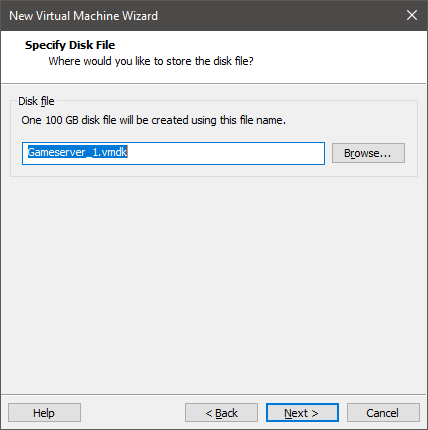 New Virtual Machine Wizard
Specify Disk File
Where would you like to store the disk file?
Disk file
One 100 GB disk file will be created using this file name.
Gameserver_1.vmdk
Browse...
Help
< Back
Next >
Cancel